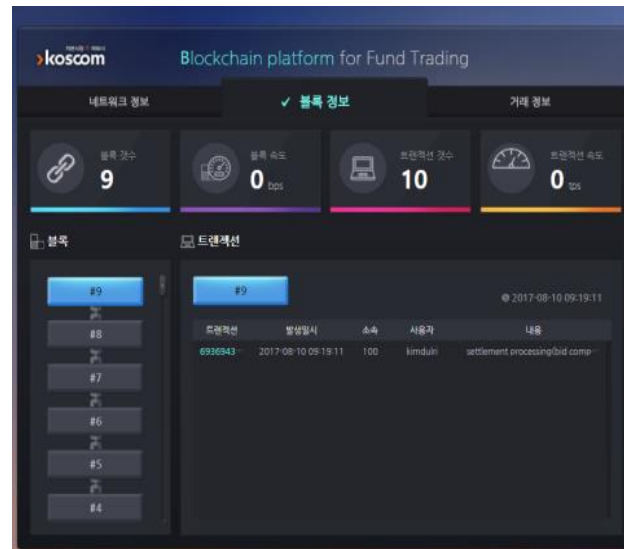 koscom
Blockchain platform for Fund Trading
네트워크 정보
✓ 블록 정보
거래 정보
블록 갯수
9
블록 속도
0 bps
트랜잭션 갯수
10
트랜잭션 속도
0 tps
블록
트랜잭션
#9
#8
#7
#6
#5
#4
#9
2017-08-10 09:19:11
트랜잭션 발생일시 소속 사용자 내용
6936943··· 2017-08-10 09:19:11 100 kimdulri settlement processing(bid comp···